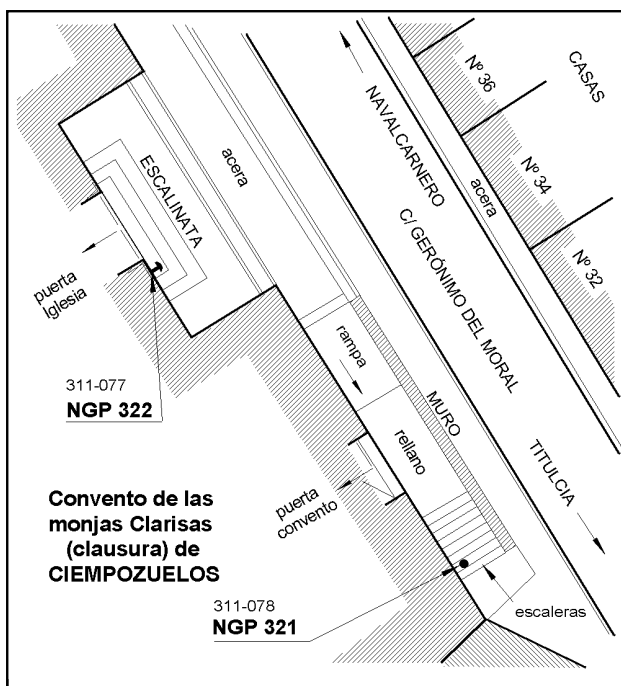 Nº 36
CASAS
NAVALCARNERO
ESCALINATA
acera
acera
Nº 34
C/ GERÓNIMO DEL MORAL
Nº 32
puerta
Iglesia
rampa
311-077
NGP 322
MURO
rellano
TITULCIA
puerta
convento
Convento de las
monjas Clarisas
(clausura) de
CIEMPOZUELOS
311-078
NGP 321
escaleras